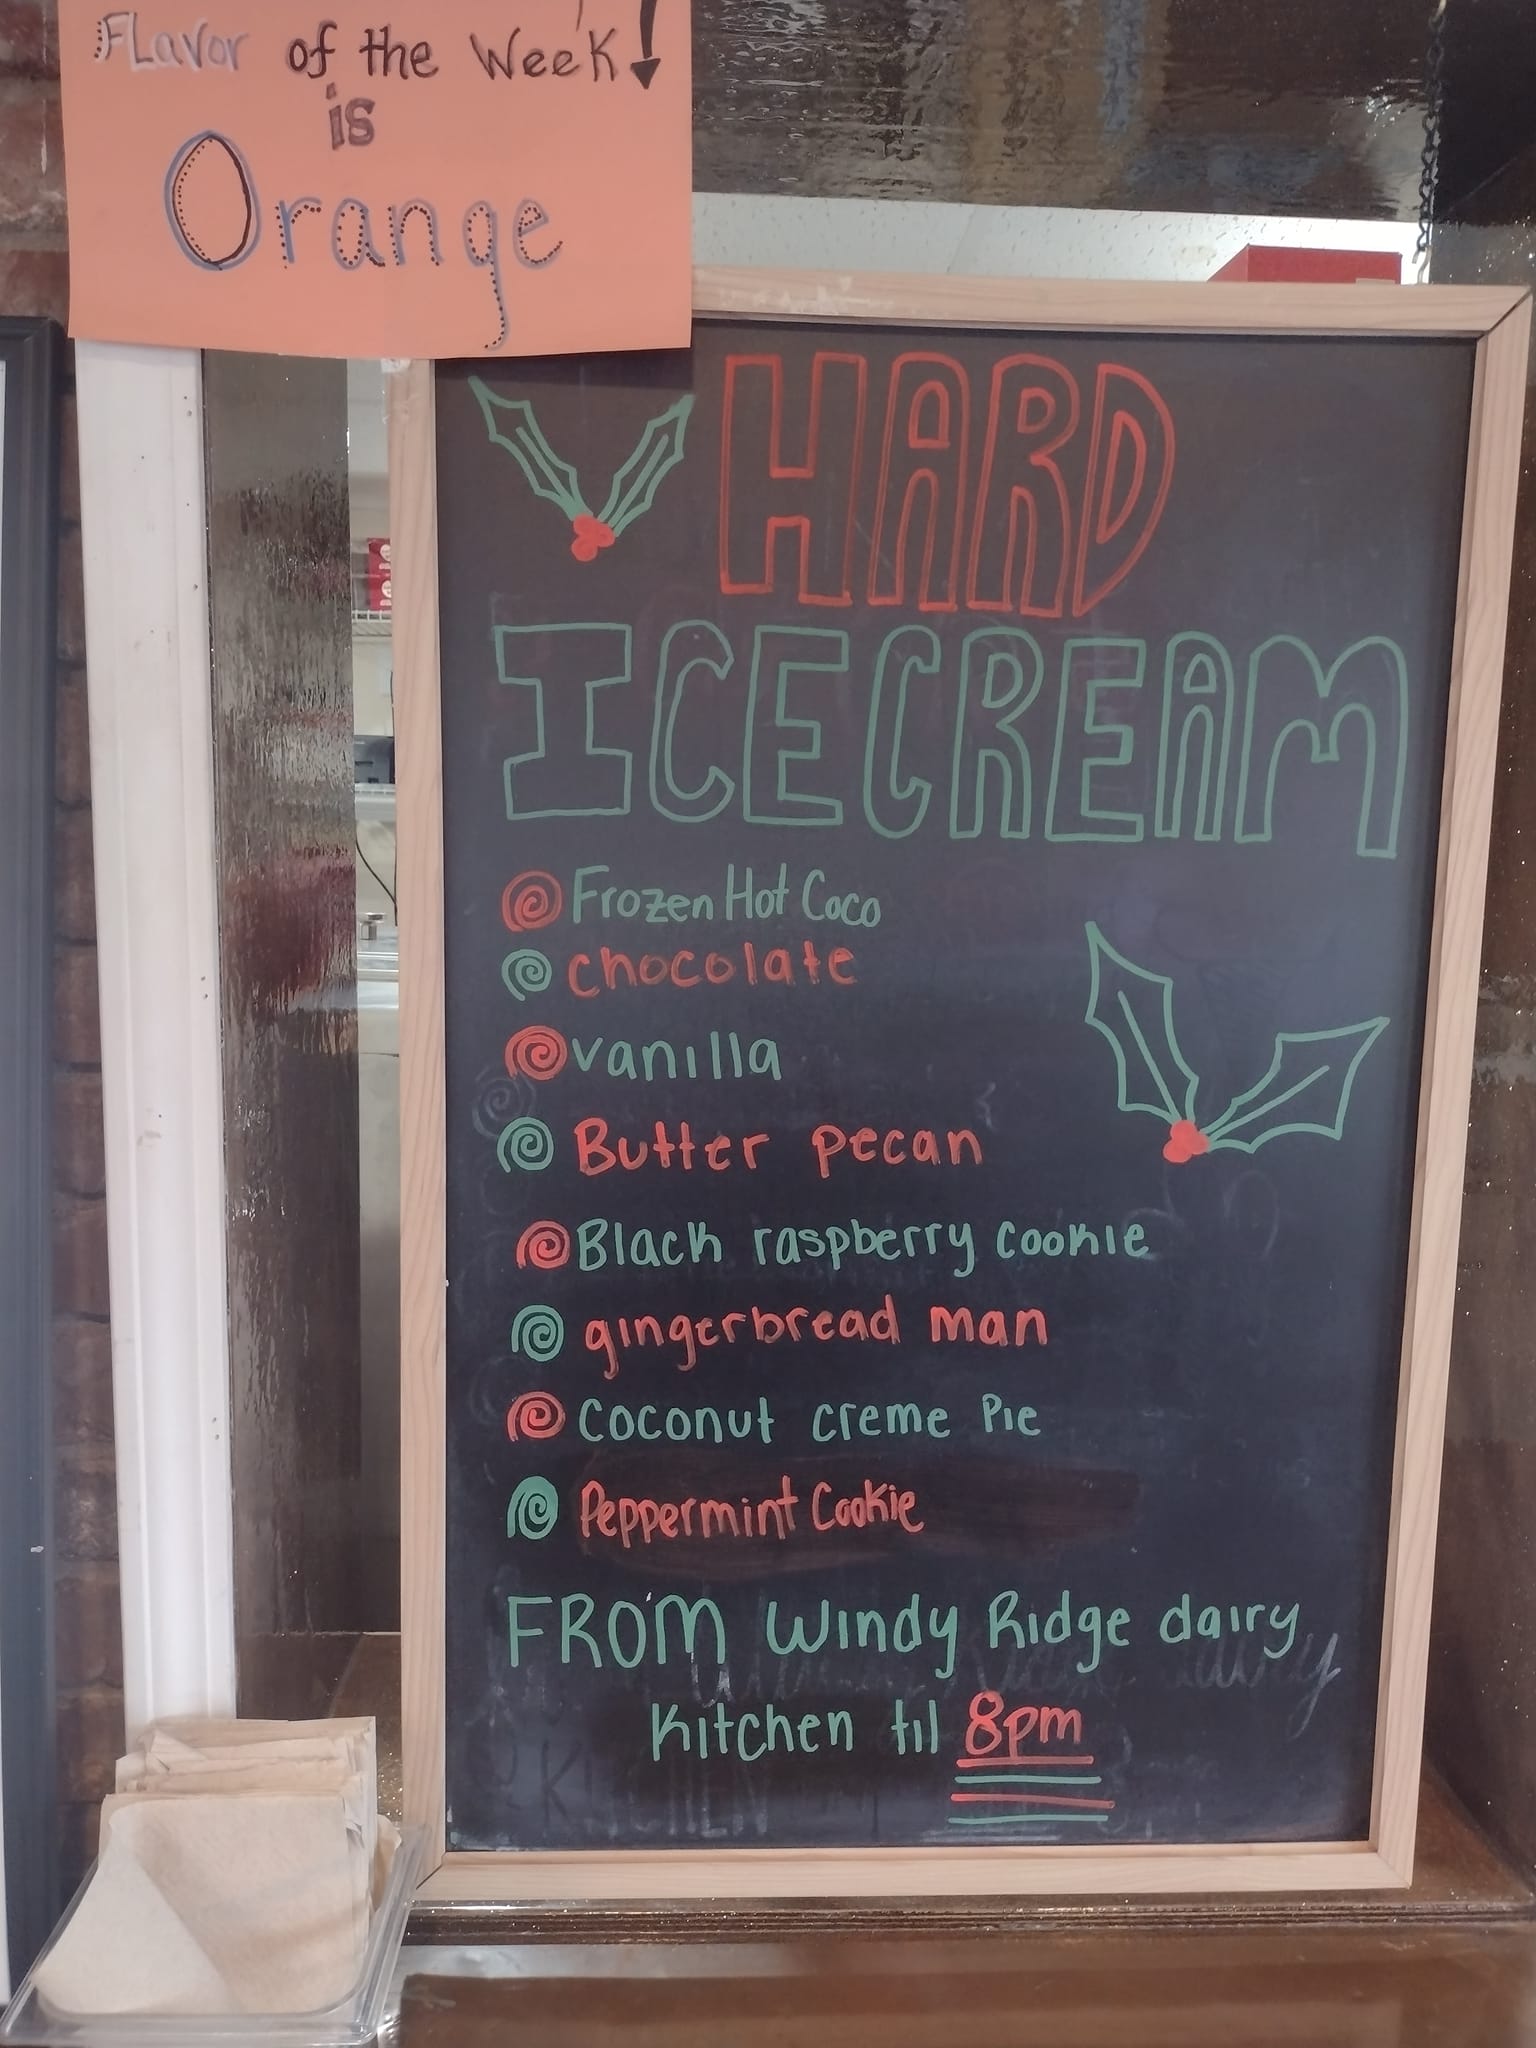 FLavor of the Week!
is
Orange
HARD
ICECREAM
Frozen Hot Coco
chocolate
vanilla
Butter pecan
Black raspberry cookie
gingerbread man
coconut creme Pie
Peppermint Cookie
FROM Windy Ridge dairy
Kitchen til 8pm
KITCHEN